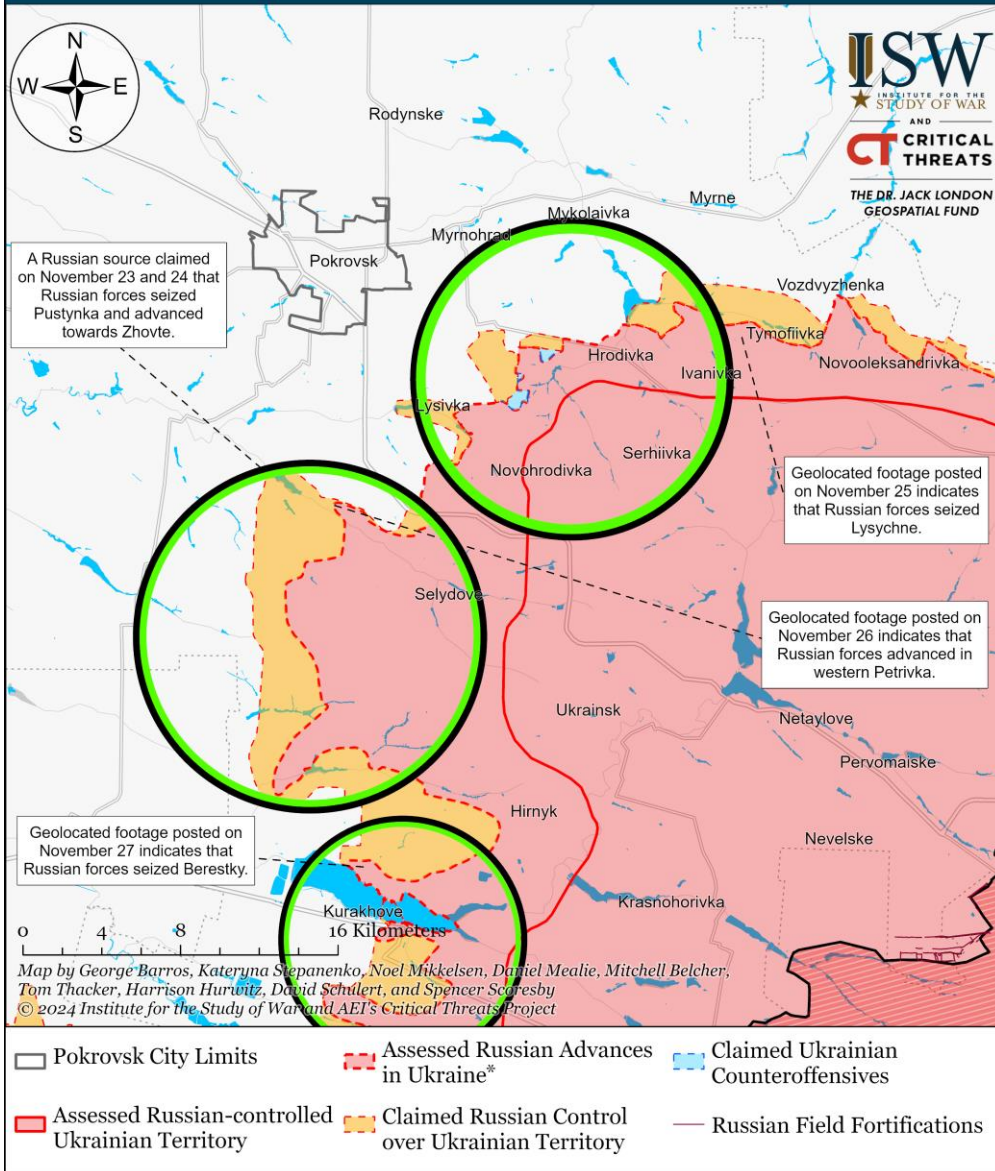 N
W
E
S
ISW
INSTITUTE FOR THE
STUDY OF WAR
AND
CT CRITICAL
THREATS
THE DR. JACK LONDON
GEOSPATIAL FUND
Rodynske
Myrne
Mykolaivka
Myrnohrad
Pokrovsk
A Russian source claimed
on November 23 and 24 that
Russian forces seized
Pustynka and advanced
towards Zhovte.
Vozdvyzhenka
Tymofiivka
Novooleksandrivka
Hrodivka
Ivanivka
Lysivka
Serhiivka
Novohrodivka
Geolocated footage posted
on November 25 indicates
that Russian forces seized
Lysychne.
Selydove
Geolocated footage posted on
November 26 indicates that
Russian forces advanced in
western Petrivka.
Ukrainsk
Netaylove
Pervomaiske
Hirnyk
Nevelske
Geolocated footage posted on
November 27 indicates that
Russian forces seized Berestky.
Krasnohorivka
Kurakhove
0
8
16 Kilometers
Map by George Barros, Kateryna Stepanenko, Noel Mikkelsen, Daniel Mealie, Mitchell Belcher,
Tom Thacker, Harrison Hurwitz, David Schulert, and Spencer Scoresby
© 2024 Institute for the Study of War and AEI's Critical Threats Project
Pokrovsk City Limits
Assessed Russian Advances
in Ukraine*
Claimed Ukrainian
Counteroffensives
Assessed Russian-controlled
Ukrainian Territory
Claimed Russian Control
over Ukrainian Territory
Russian Field Fortifications